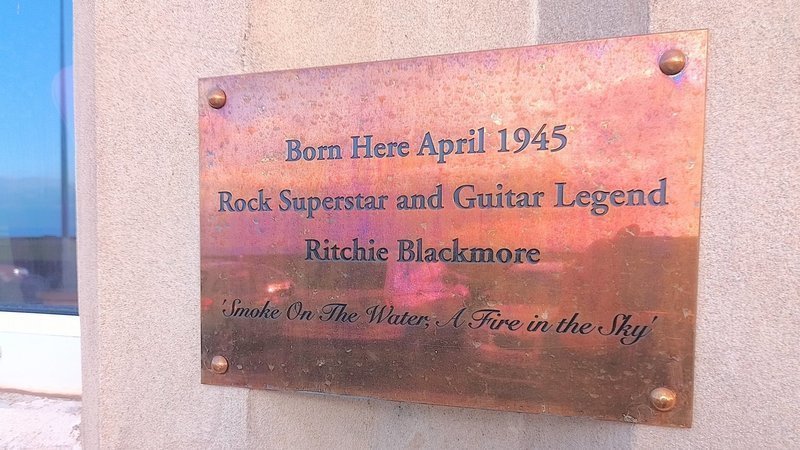 Born Here April 1945
Rock Superstar and Guitar Legend
Ritchie Blackmore
'Smoke On The Water, A Fire in the Sky'